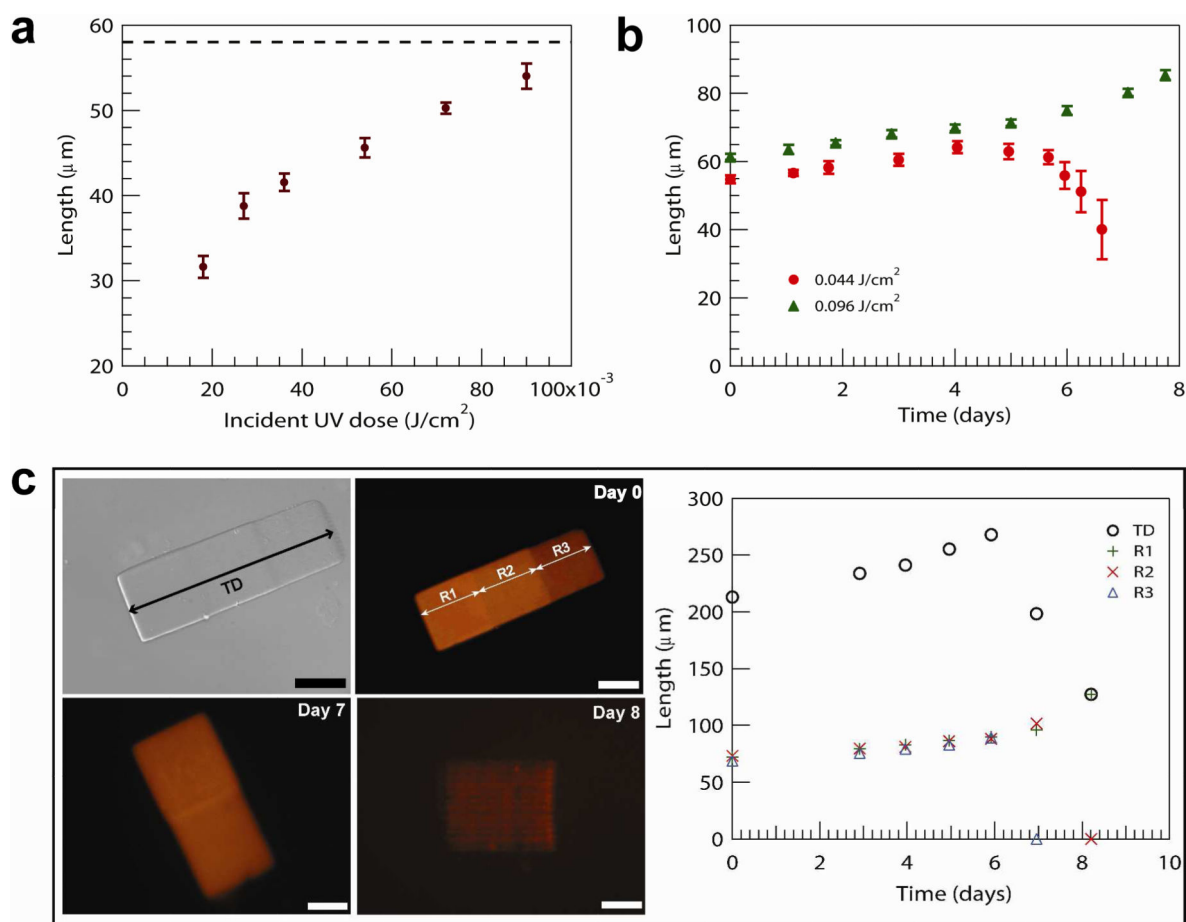 a
60
50
40
30
20
Length (μ m)
0
20
40
60
80
100x10⁻³
Incident UV dose (J/cm²)
b
100
80
60
40
20
0
Length (μ m)
0.044 J/cm²
0.096 J/cm²
0
2
4
6
8
Time (days)
c
TD
Day 0
R1
R2
R3
Day 7
Day 8
300
250
200
150
100
50
0
Length (μ m)
TD
R1
R2
R3
0
2
4
6
8
10
Time (days)